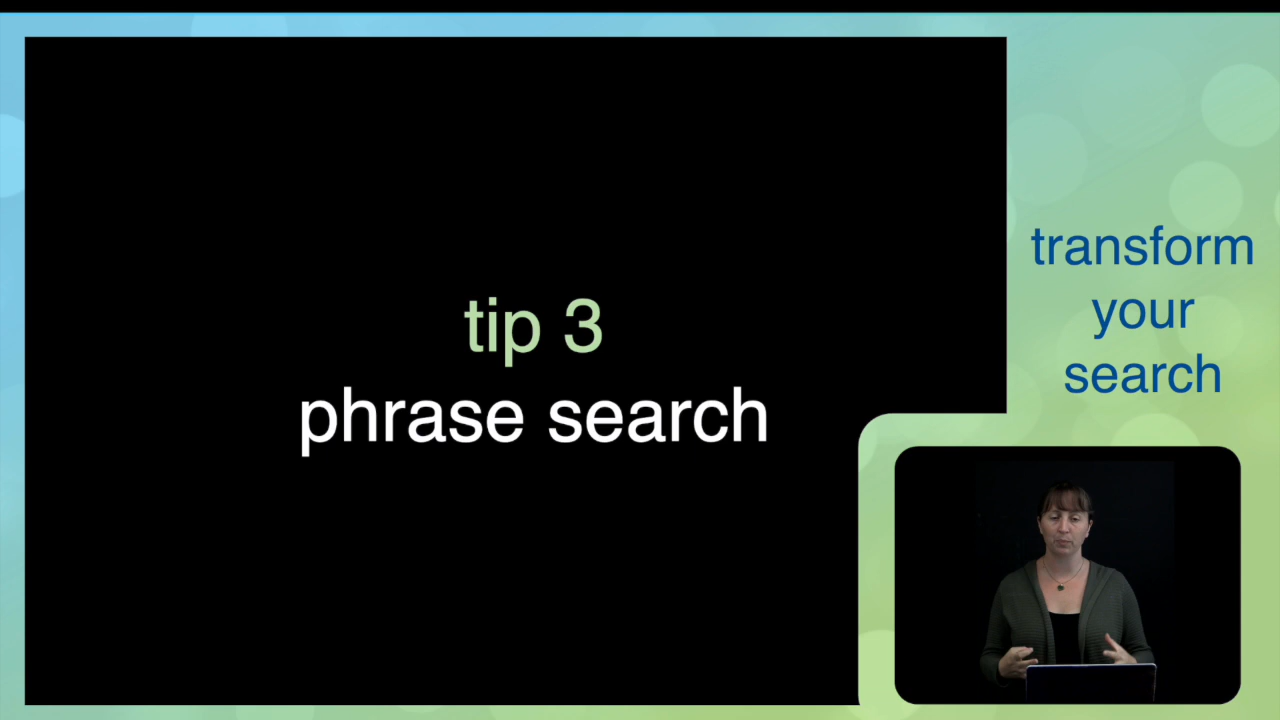 tip 3
phrase search
transform
your
search